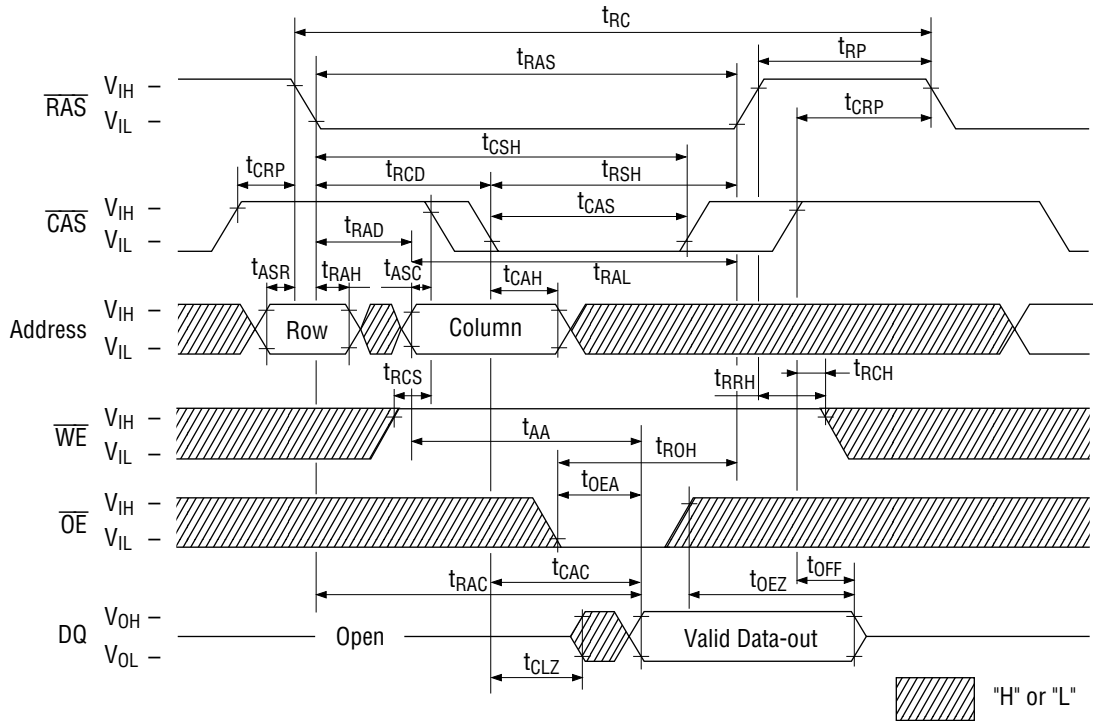 tRC
tRAS
tRP
RAS
VIH
VIL
tCRP
tCSH
tCRP
tRCD
tRSH
CAS
VIH
VIL
tCAS
tRAD
tRAL
tASR
tRAH
tASC
tCAH
Address
VIH
VIL
Row
Column
tRCS
tRCH
tRRH
WE
VIH
VIL
tAA
tROH
tOEA
OE
VIH
VIL
tCAC
tOFF
tRAC
tOEZ
DQ
VOH
VOL
Open
Valid Data-out
tCLZ
"H" or "L"